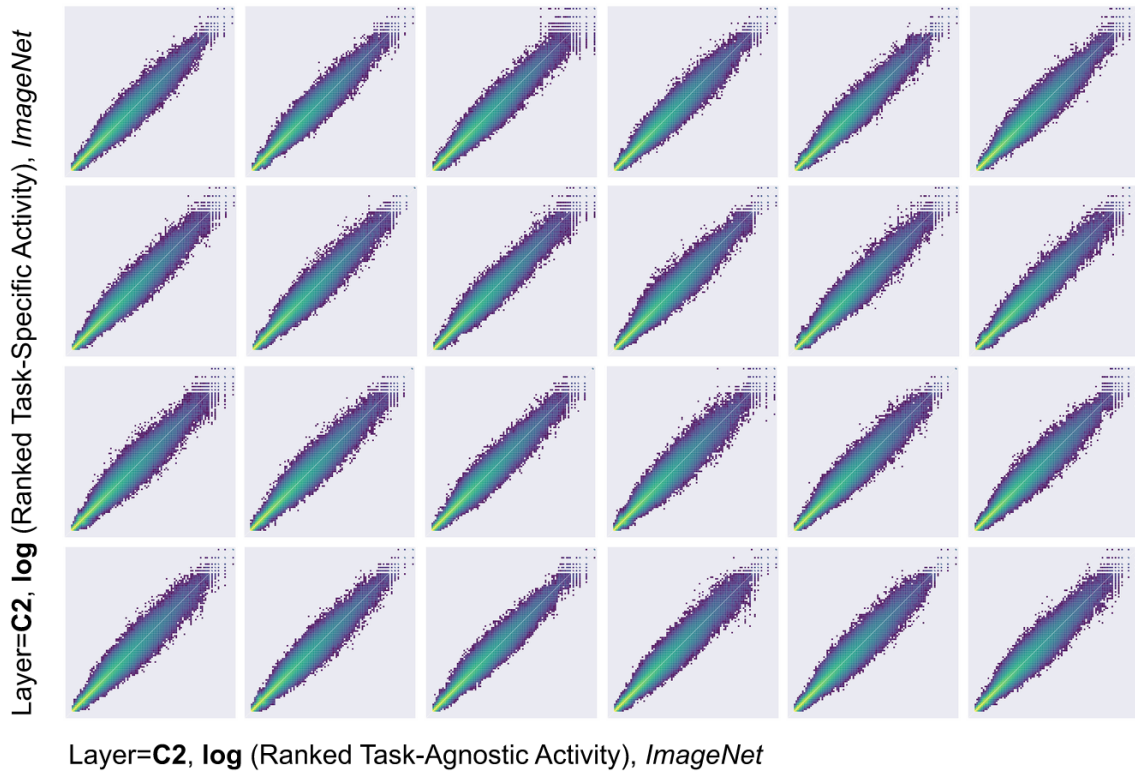 Layer=C2, log (Ranked Task-Specific Activity), ImageNet
Layer=C2, log (Ranked Task-Agnostic Activity), ImageNet